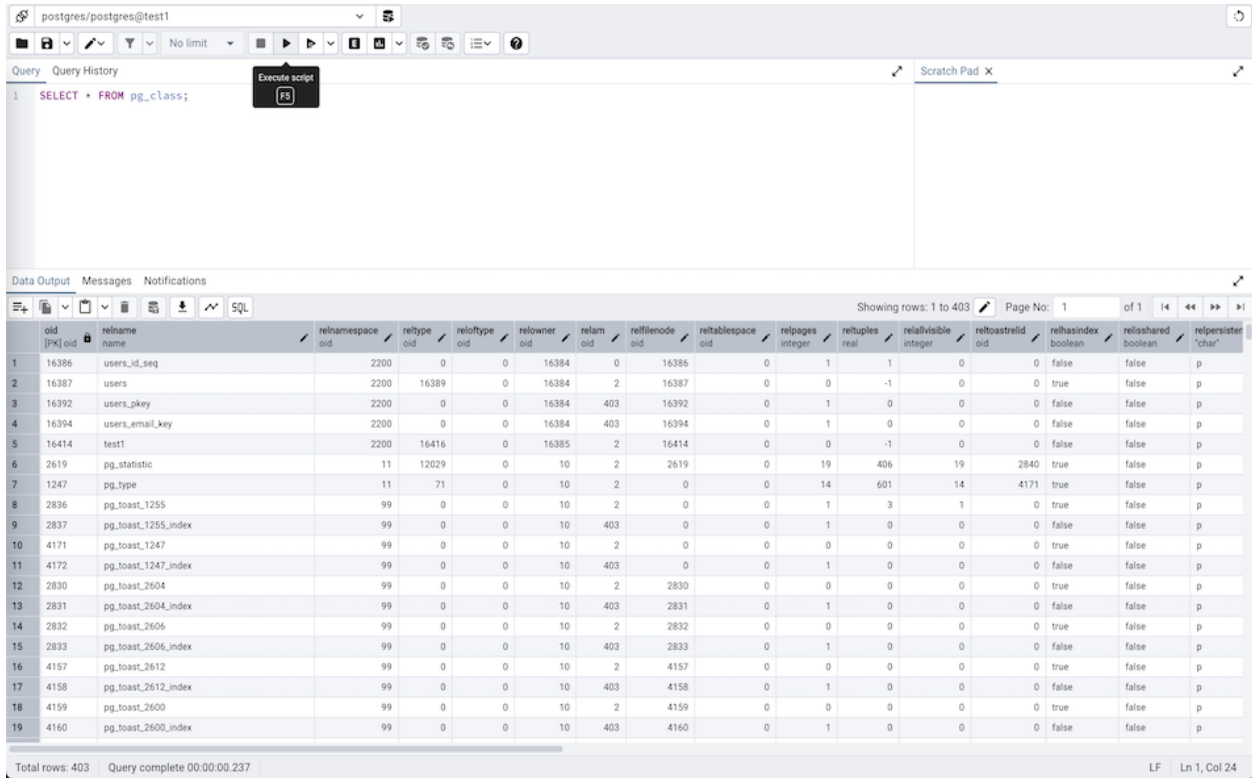 postgres/postgres@test1
No limit
Query Query History Scratch Pad
Execute script
F5
1 SELECT * FROM pg_class;
Data Output Messages Notifications
SQL Showing rows: 1 to 403 Page No: 1 of 1
oid relname relnamespace reltype reloftype relowner relam relfilenode reltablespace relpages reltuples relallvisible reltoastrelid relhasindex relisshared relpersisten
[PK] oid name oid oid oid oid oid oid oid integer real integer oid boolean boolean "char"
1 16386 users_id_seq 2200 0 0 16384 0 16386 0 1 1 0 0 false false p
2 16387 users 2200 16389 0 16384 2 16387 0 0 -1 0 0 true false p
3 16392 users_pkey 2200 0 0 16384 403 16392 0 1 0 0 0 false false p
4 16394 users_email_key 2200 0 0 16384 403 16394 0 1 0 0 0 false false p
5 16414 test1 2200 16416 0 16385 2 16414 0 0 -1 0 0 false false p
6 2619 pg_statistic 11 12029 0 10 2 2619 0 19 406 19 2840 true false p
7 1247 pg_type 11 71 0 10 2 0 0 14 601 14 4171 true false p
8 2836 pg_toast_1255 99 0 0 10 2 0 0 1 3 1 0 true false p
9 2837 pg_toast_1255_index 99 0 0 10 403 0 0 1 0 0 0 false false p
10 4171 pg_toast_1247 99 0 0 10 2 0 0 0 0 0 0 true false p
11 4172 pg_toast_1247_index 99 0 0 10 403 0 0 1 0 0 0 false false p
12 2830 pg_toast_2604 99 0 0 10 2 2830 0 0 0 0 0 true false p
13 2831 pg_toast_2604_index 99 0 0 10 403 2831 0 1 0 0 0 false false p
14 2832 pg_toast_2606 99 0 0 10 2 2832 0 0 0 0 0 true false p
15 2833 pg_toast_2606_index 99 0 0 10 403 2833 0 1 0 0 0 false false p
16 4157 pg_toast_2612 99 0 0 10 2 4157 0 0 0 0 0 true false p
17 4158 pg_toast_2612_index 99 0 0 10 403 4158 0 1 0 0 0 false false p
18 4159 pg_toast_2600 99 0 0 10 2 4159 0 0 0 0 0 true false p
19 4160 pg_toast_2600_index 99 0 0 10 403 4160 0 1 0 0 0 false false p
Total rows: 403 Query complete 00:00:00.237 LF Ln 1, Col 24